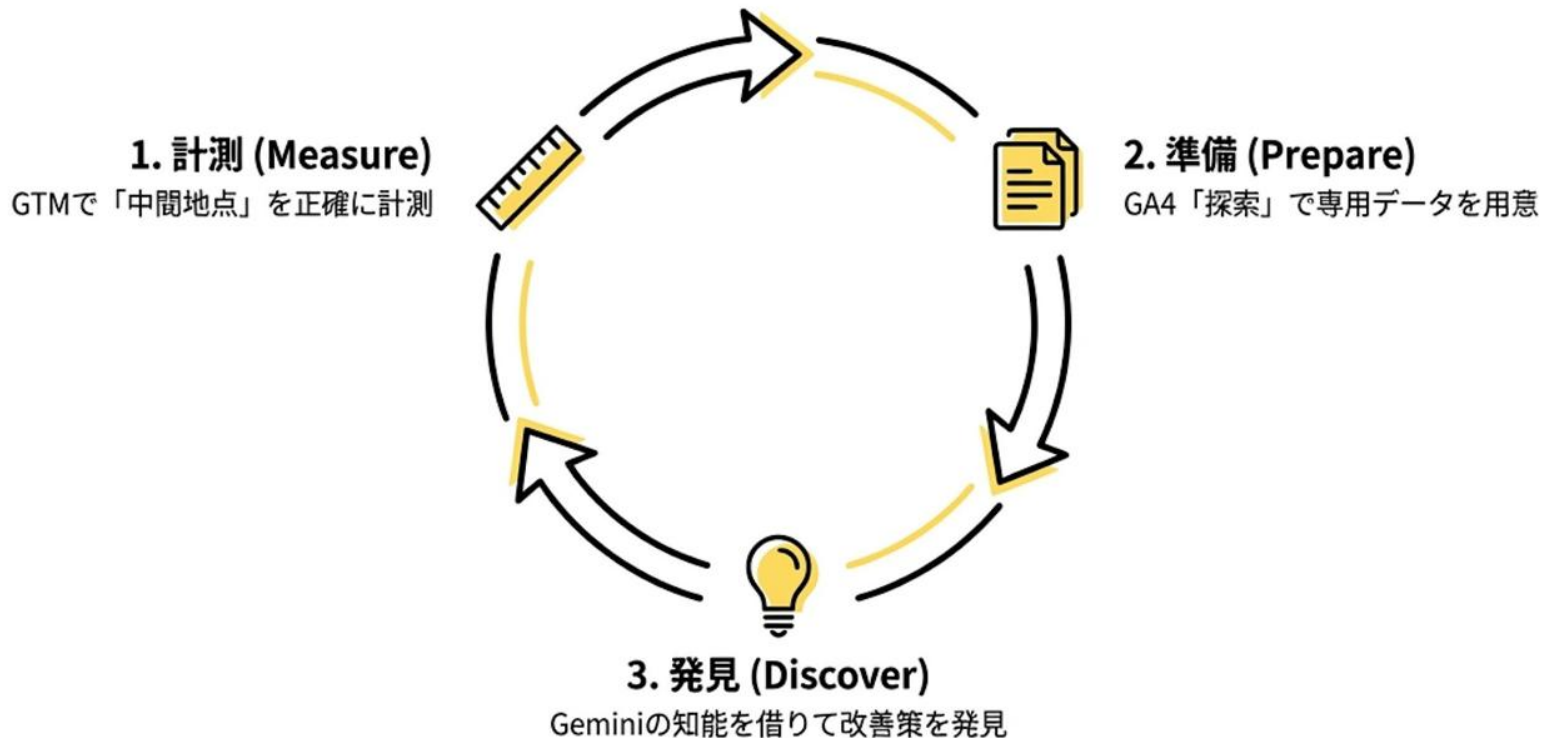 1. 計測 (Measure)
GTMで「中間地点」を正確に計測
2. 準備 (Prepare)
GA4「探索」で専用データを用意
3. 発見 (Discover)
Geminiの知能を借りて改善策を発見